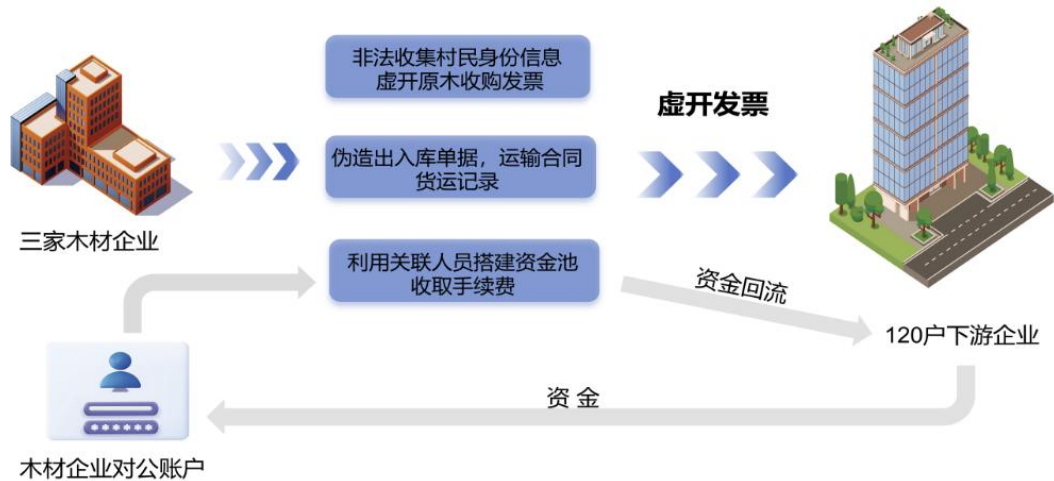 非法收集村民身份信息
虚开原木收购发票
虚开发票
伪造出入库单据，运输合同
货运记录
三家木材企业
利用关联人员搭建资金池
收取手续费
资金回流
120户下游企业
资 金
木材企业对公账户